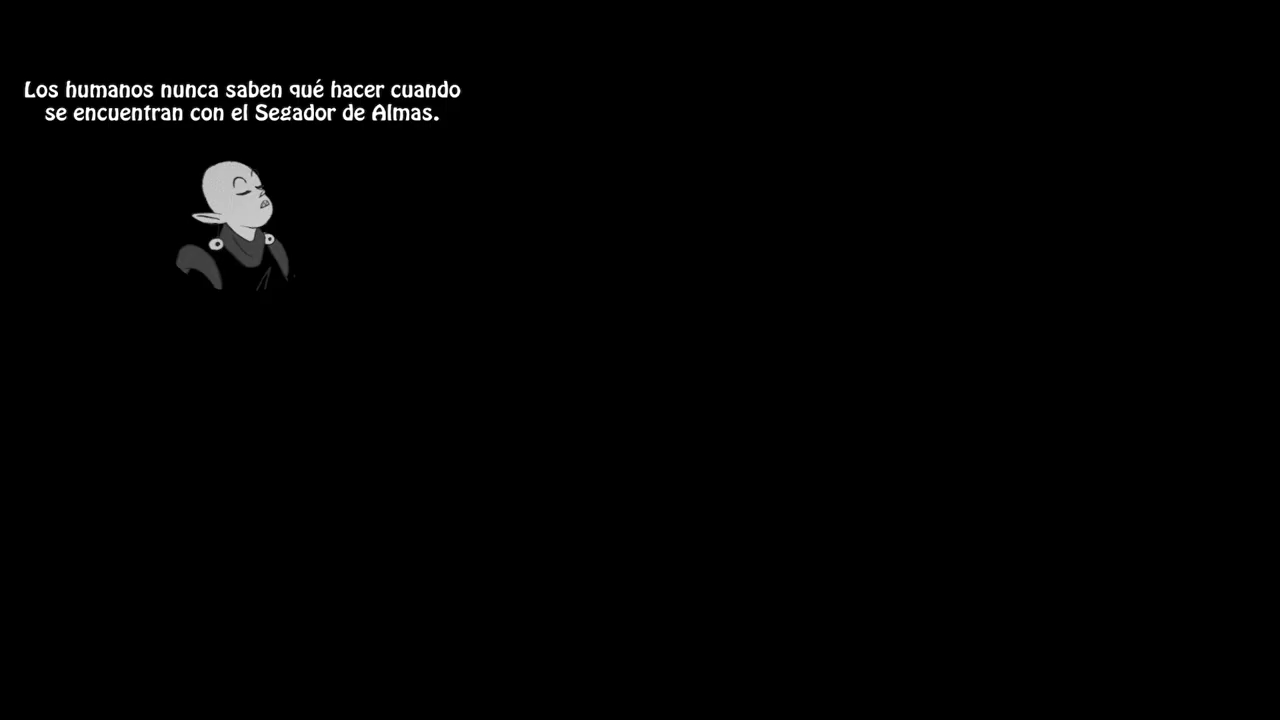 Los humanos nunca saben qué hacer cuando
se encuentran con el Segador de Almas.